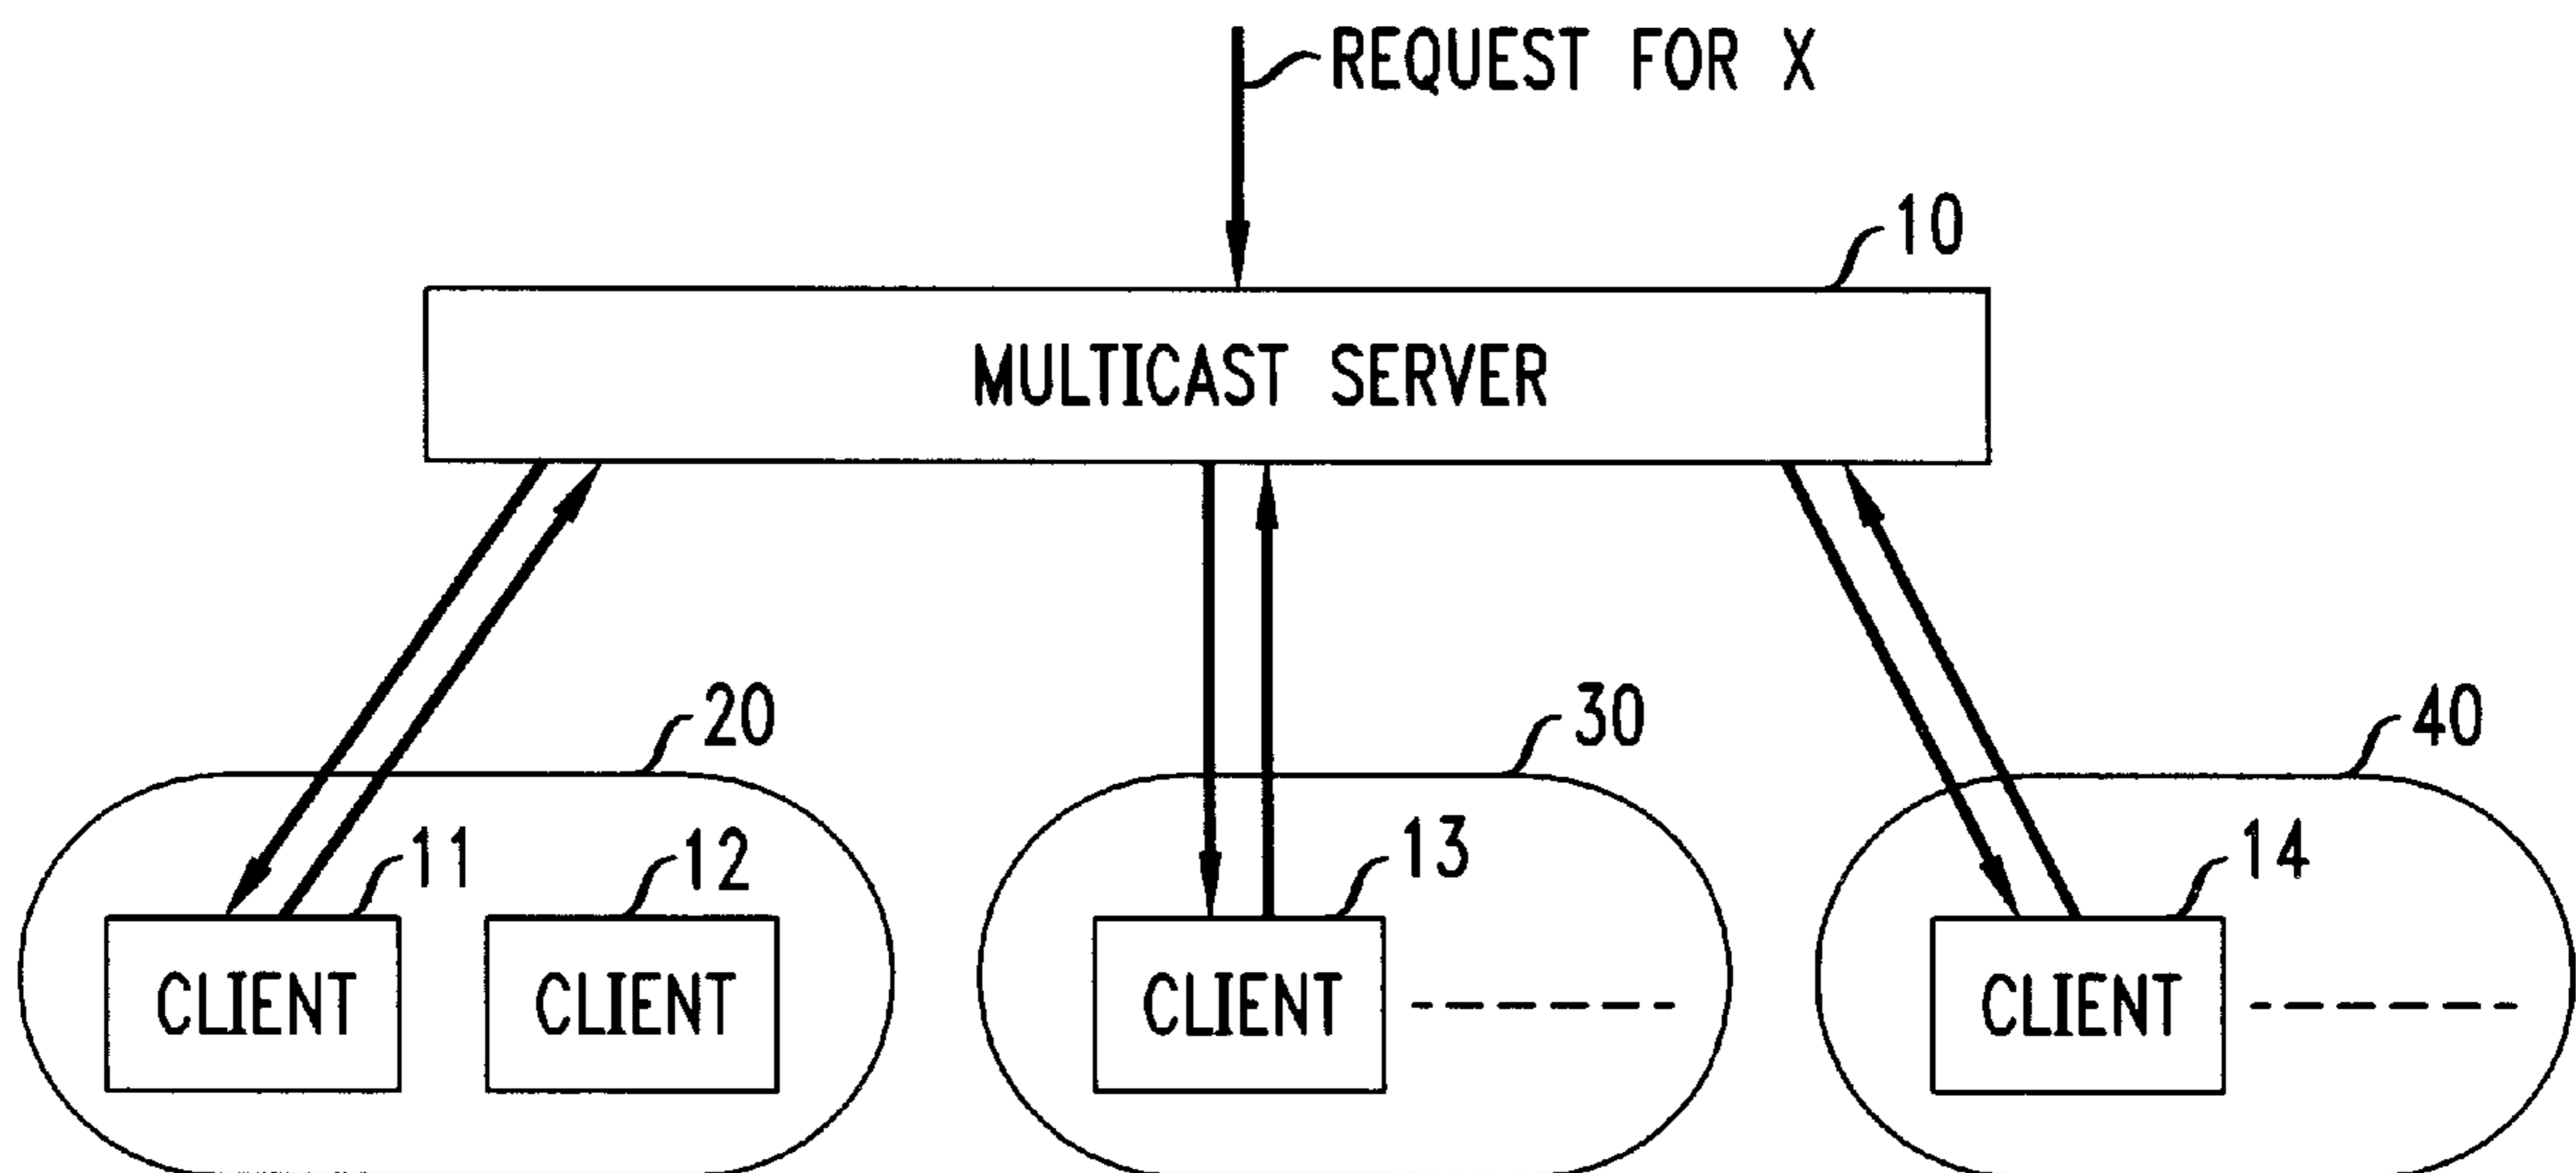 REQUEST FOR X
10
MULTICAST SERVER
20
30
40
11
12
13
14
CLIENT
CLIENT
CLIENT
CLIENT